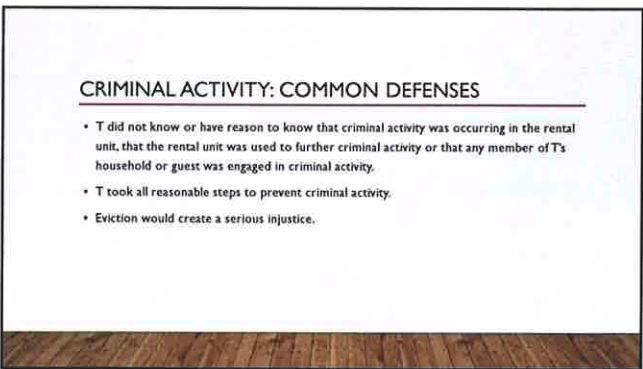 CRIMINAL ACTIVITY: COMMON DEFENSES
• T did not know or have reason to know that criminal activity was occurring in the rental
unit, that the rental unit was used to further criminal activity or that any member of T's
household or guest was engaged in criminal activity.
• T took all reasonable steps to prevent criminal activity.
• Eviction would create a serious injustice.